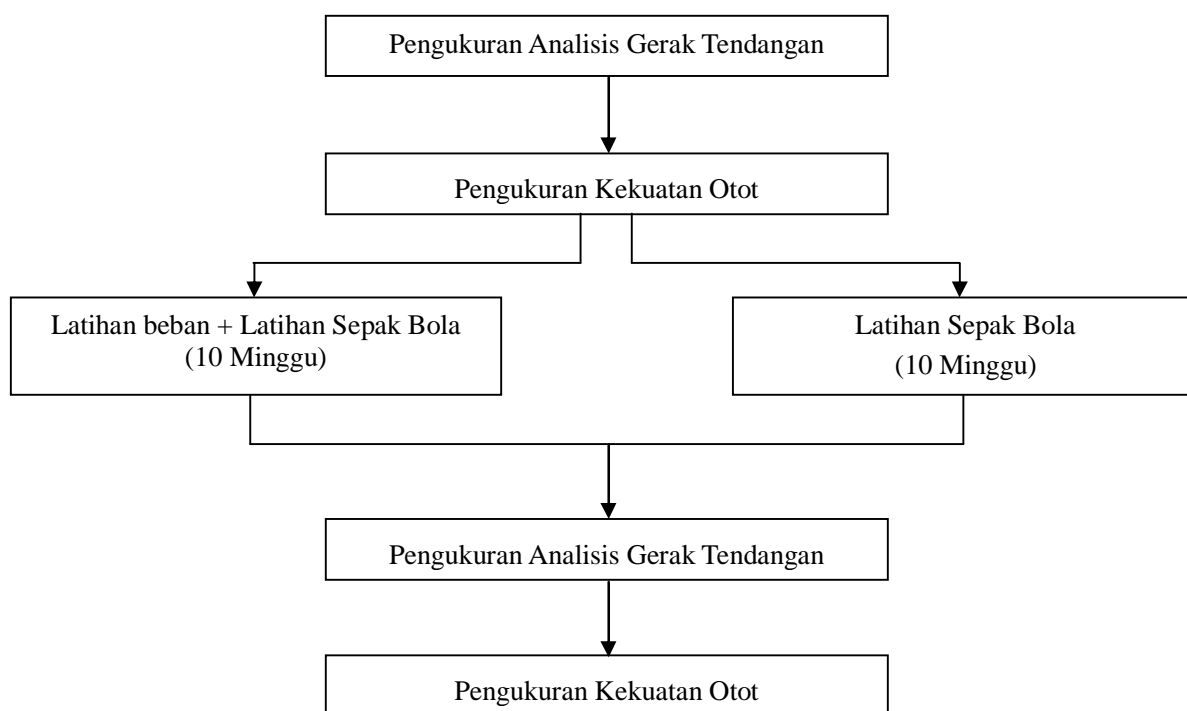 Pengukuran Analisis Gerak Tendangan
Pengukuran Kekuatan Otot
Latihan beban + Latihan Sepak Bola
(10 Minggu)
Latihan Sepak Bola
(10 Minggu)
Pengukuran Analisis Gerak Tendangan
Pengukuran Kekuatan Otot